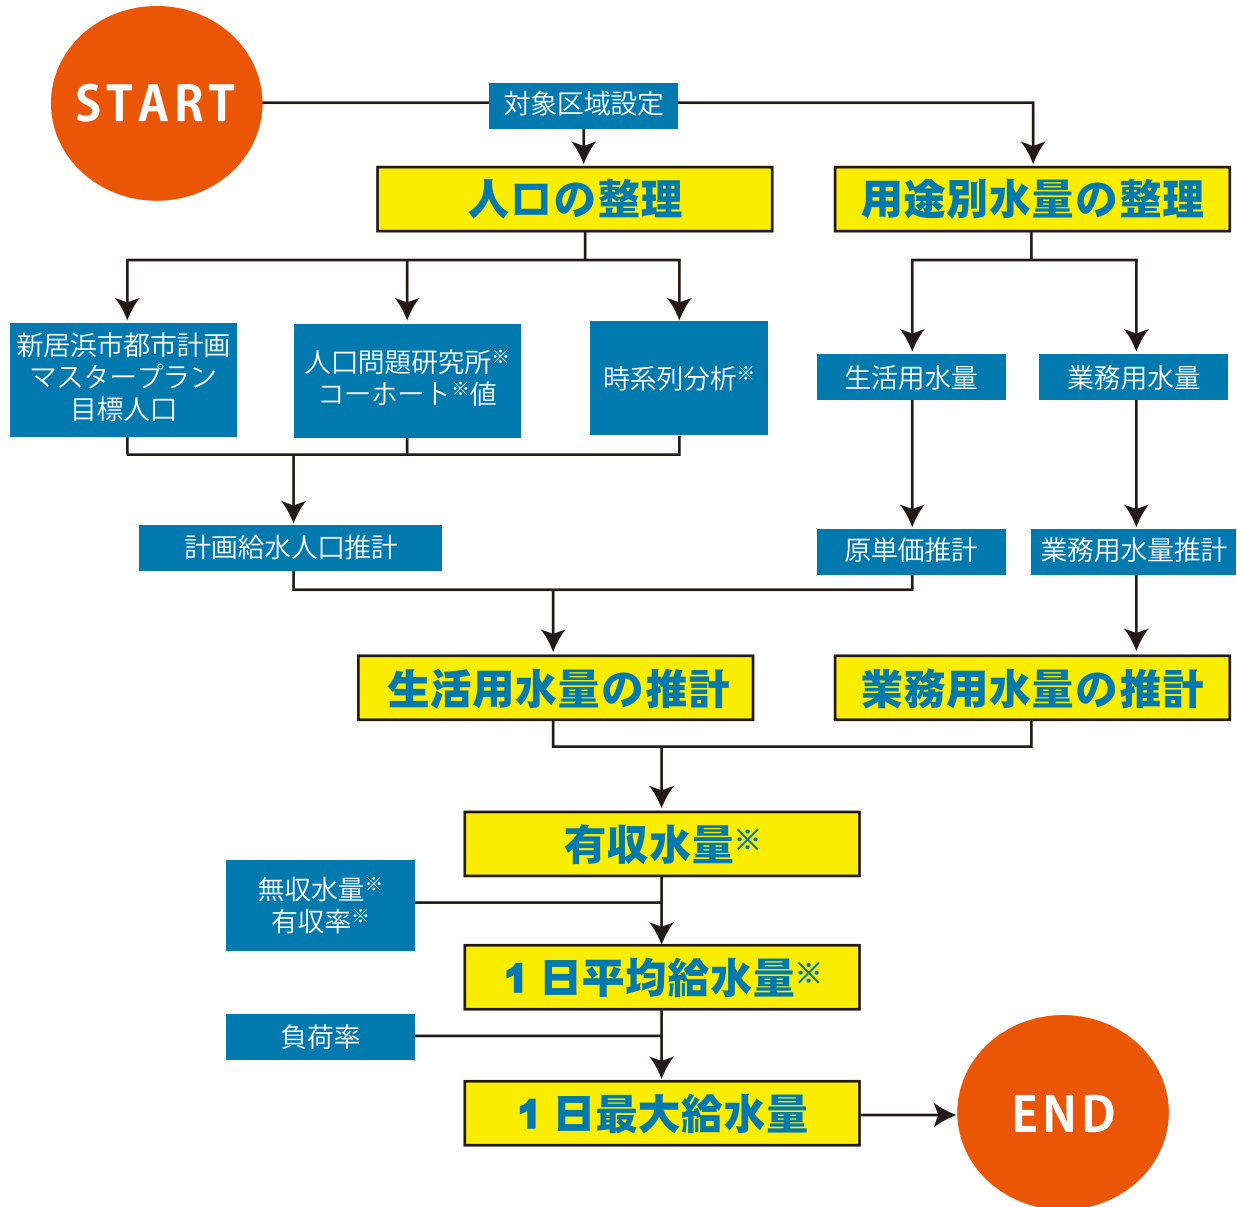 START
対象区域設定
人口の整理
用途別水量の整理
新居浜市都市計画
マスタープラン
目標人口
人口問題研究所※
コーホート※値
時系列分析※
生活用水量
業務用水量
計画給水人口推計
原単価推計
業務用水量推計
生活用水量の推計
業務用水量の推計
有収水量※
無収水量※
有収率※
1日平均給水量※
負荷率
1日最大給水量
END